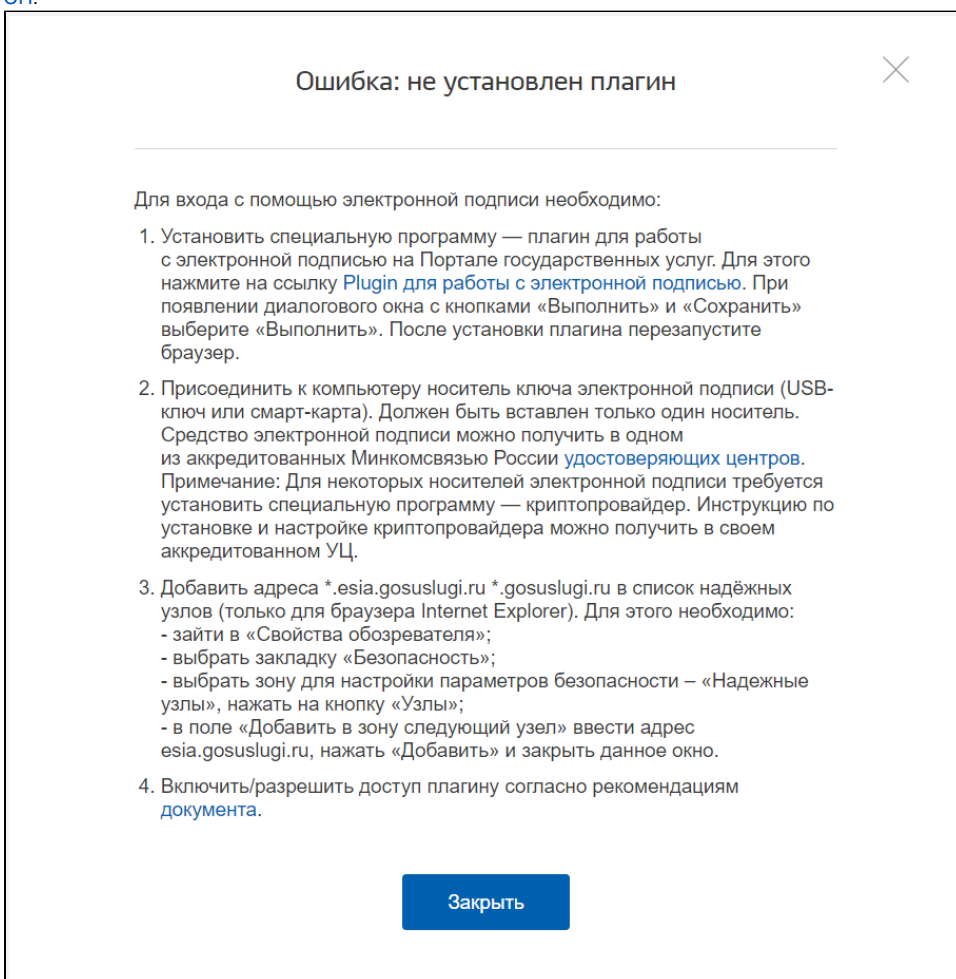 Ошибка: не установлен плагин
Для входа с помощью электронной подписи необходимо:
1. Установить специальную программу — плагин для работы
с электронной подписью на Портале государственных услуг. Для этого
нажмите на ссылку Plugin для работы с электронной подписью. При
появлении диалогового окна с кнопками «Выполнить» и «Сохранить»
выберите «Выполнить». После установки плагина перезапустите
браузер.
2. Присоединить к компьютеру носитель ключа электронной подписи (USB-
ключ или смарт-карта). Должен быть вставлен только один носитель.
Средство электронной подписи можно получить в одном
из аккредитованных Минкомсвязью России удостоверяющих центров.
Примечание: Для некоторых носителей электронной подписи требуется
установить специальную программу — криптопровайдер. Инструкцию по
установке и настройке криптопровайдера можно получить в своем
аккредитованном УЦ.
3. Добавить адреса *.esia.gosuslugi.ru *.gosuslugi.ru в список надёжных
узлов (только для браузера Internet Explorer). Для этого необходимо:
- зайти в «Свойства обозревателя»;
- выбрать закладку «Безопасность»;
- выбрать зону для настройки параметров безопасности – «Надежные
узлы», нажать на кнопку «Узлы»;
- в поле «Добавить в зону следующий узел» ввести адрес
esia.gosuslugi.ru, нажать «Добавить» и закрыть данное окно.
4. Включить/разрешить доступ плагину согласно рекомендациям
документа.
Закрыть